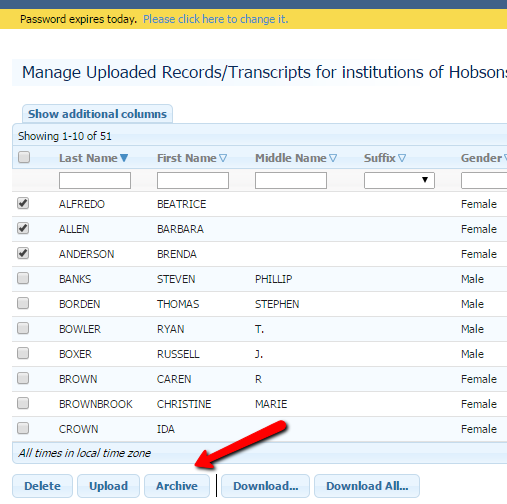 Password expires today. Please click here to change it.
Manage Uploaded Records/Transcripts for institutions of Hobsons
Show additional columns
Showing 1-10 of 51
Last Name First Name Middle Name Suffix Gender
ALFREDO BEATRICE Female
ALLEN BARBARA Female
ANDERSON BRENDA Female
BANKS STEVEN PHILLIP Male
BORDEN THOMAS STEPHEN Male
BOWLER RYAN T. Male
BOXER RUSSELL J. Male
BROWN CAREN R Female
BROWNBROOK CHRISTINE MARIE Female
CROWN IDA Female
All times in local time zone
Delete Upload Archive Download... Download All...